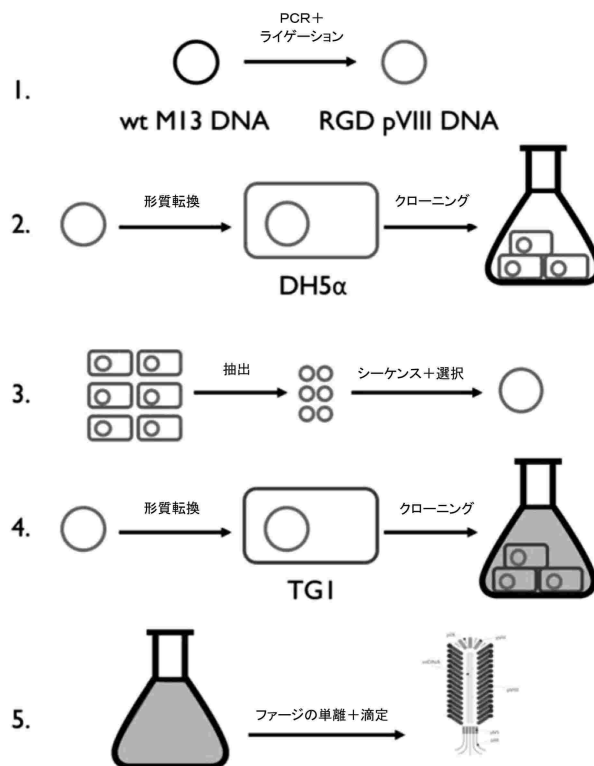 PCR+
ライゲーション
1.
wt M13 DNA
RGD pVIII DNA
2.
形質転換
クローニング
DH5α
3.
抽出
シーケンス+選択
4.
形質転換
クローニング
TG1
5.
ファージの単離+滴定